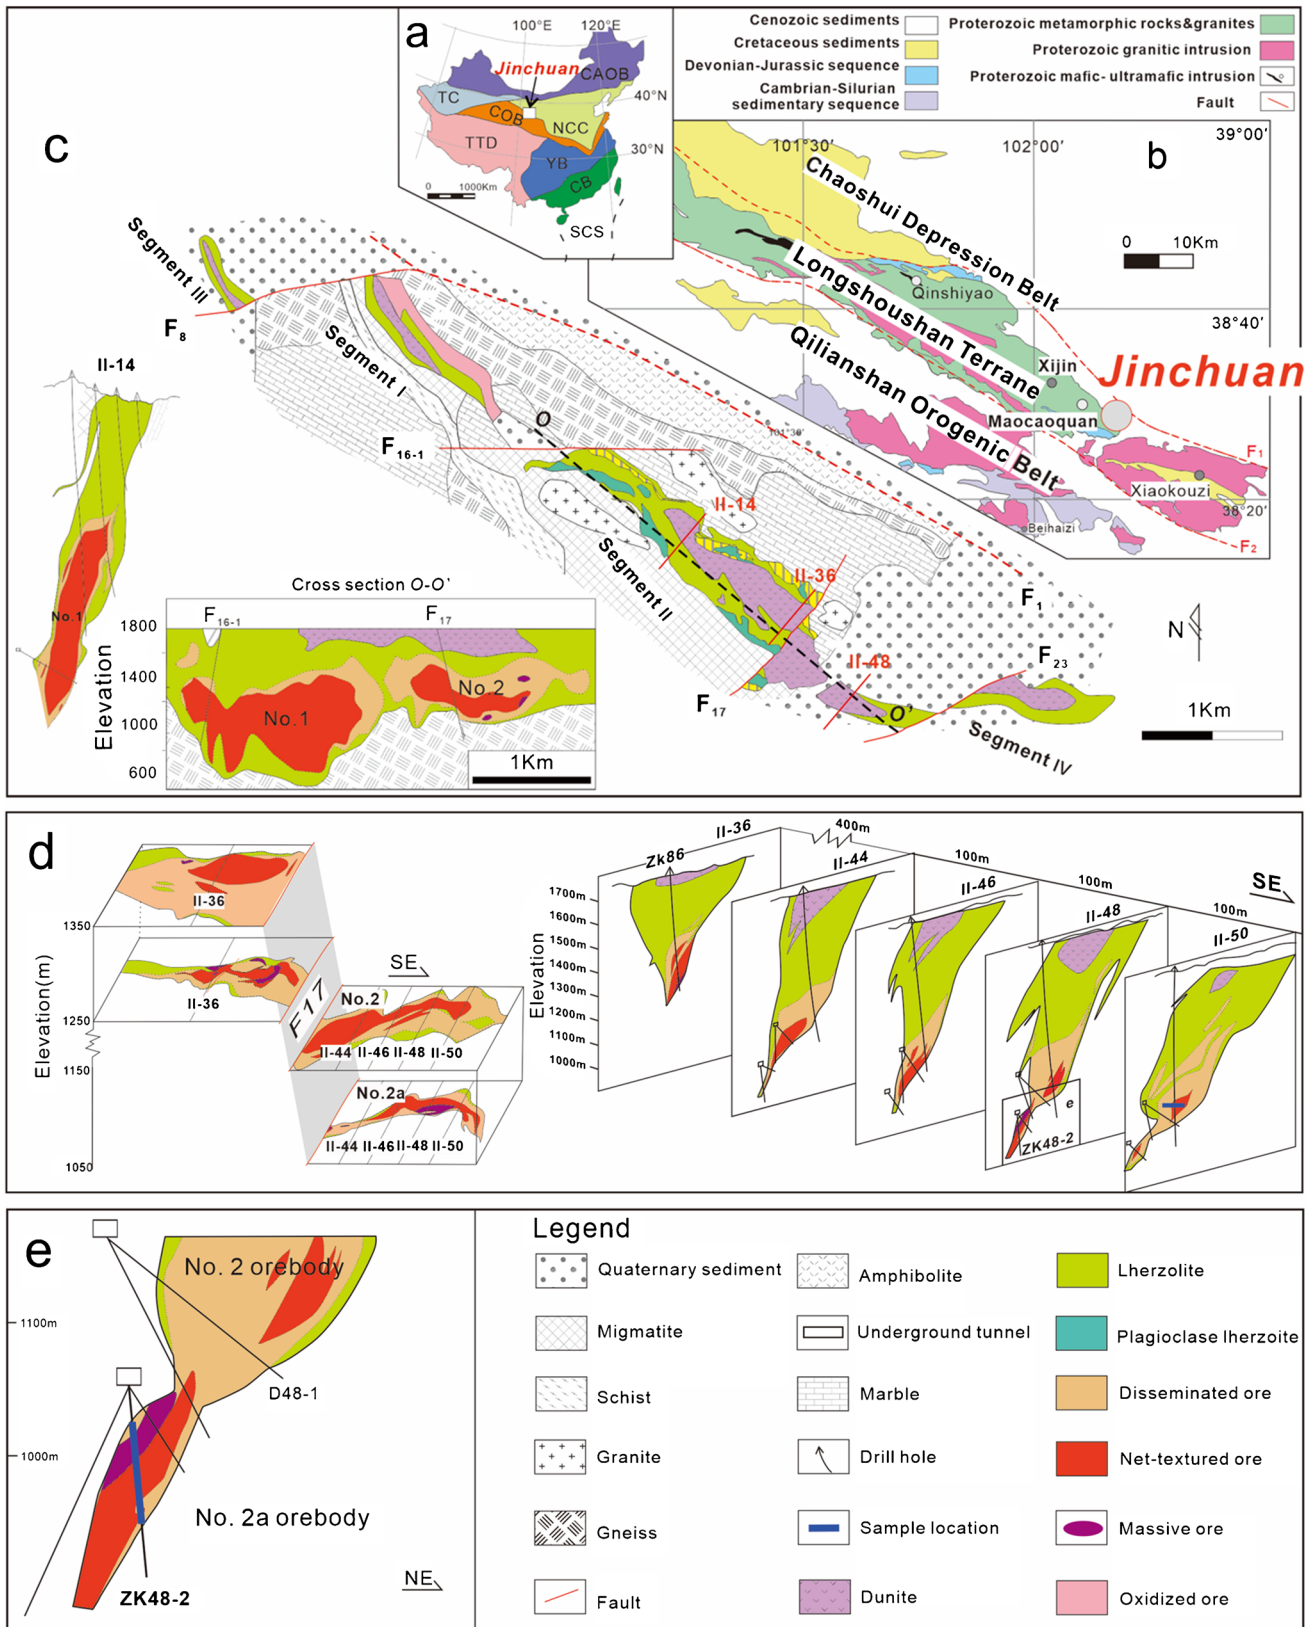 a
100°E
120°E
Jinchuan
CAOB
TC
40°N
COB
NCC
TTD
30°N
YB
CB
0 1000Km
SCS
Cenozoic sediments
Cretaceous sediments
Devonian-Jurassic sequence
Cambrian-Silurian
sedimentary sequence
Proterozoic metamorphic rocks&granites
Proterozoic granitic intrusion
Proterozoic mafic- ultramafic intrusion
Fault
b
101°30′
102°00′
39°00′
Chaoshui Depression Belt
0 10Km
Longshoushan Terrane
Qinshiyao
38°40′
Qilianshan Orogenic Belt
Xijin
Jinchuan
Maocaoquan
101°30′
F1
Xiaokouzi
38°20′
Beihaizi
F2
c
Segment III
F8
II-14
Segment I
O
F16-1
II-14
Segment II
II-36
F1
N
II-48
F23
F17
O'
Segment IV
1Km
No.1
Cross section O-O'
F16-1
F17
Elevation
1800
1400
1000
600
No.1
No.2
1Km
d
II-36
1350
II-36
Elevation(m)
1250
1150
1050
F17
SE
No.2
II-44 II-46 II-48 II-50
No.2a
II-44 II-46 II-48 II-50
II-36
400m
Zk86
II-44
100m
II-46
100m
II-48
100m
SE
II-50
Elevation
1700m
1600m
1500m
1400m
1300m
1200m
1100m
1000m
e
ZK48-2
e
No. 2 orebody
1100m
D48-1
1000m
No. 2a orebody
ZK48-2
NE
Legend
Quaternary sediment
Amphibolite
Lherzolite
Migmatite
Underground tunnel
Plagioclase lherzoite
Schist
Marble
Disseminated ore
Granite
Drill hole
Net-textured ore
Gneiss
Sample location
Massive ore
Fault
Dunite
Oxidized ore